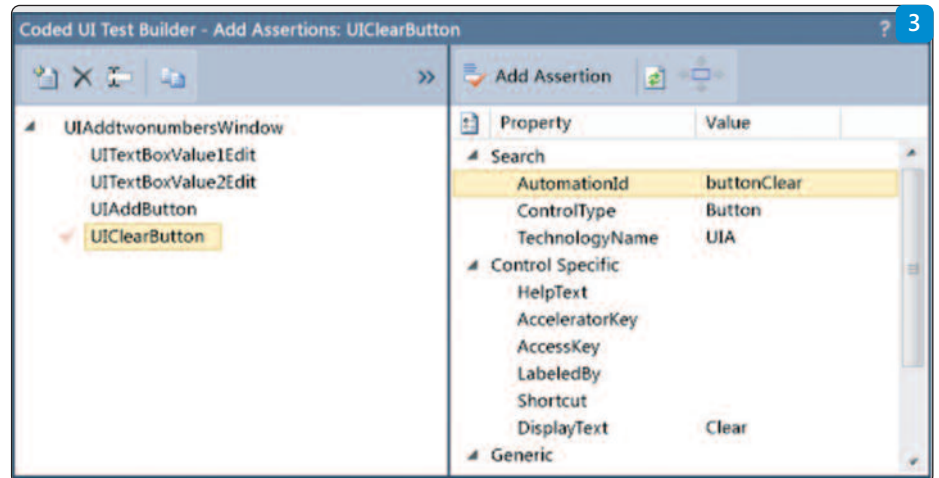 Coded UI Test Builder - Add Assertions: UIClearButto
?
3
»
Add Assertion
UIAddtwonumbersWindow
UITextBoxValue1Edit
UITextBoxValue2Edit
UIAddButton
UIClearButton
Property Value
Search
AutomationId buttonClear
ControlType Button
TechnologyName UIA
Control Specific
HelpText
AcceleratorKey
AccessKey
LabeledBy
Shortcut
DisplayText Clear
Generic